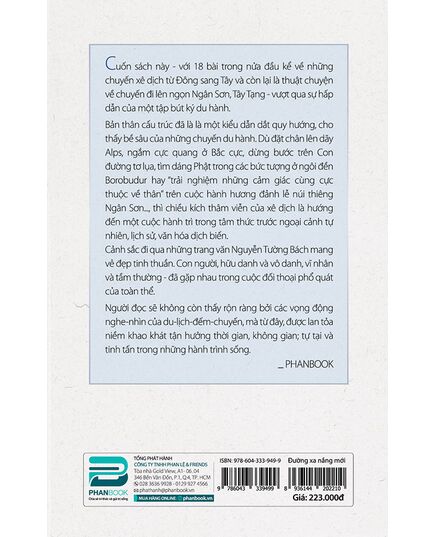 Cuốn sách này - với 18 bài trong nửa đầu kể về những
chuyến xê dịch từ Đông sang Tây và còn lại là thuật chuyện
về chuyến đi lên ngọn Ngân Sơn, Tây Tạng - vượt qua sự hấp
dẫn của một tập bút ký du hành.
Bản thân cấu trúc đã là là một kiểu dẫn dắt quy hướng, cho
thấy bề sâu của những chuyến du hành. Dù đặt chân lên dãy
Alps, ngắm cực quang ở Bắc cực, dừng bước trên Con
đường tơ lụa, tìm dáng Phật trong các bức tượng ở ngôi đền
Borobudur hay "trải nghiệm những cảm giác cùng cực
thuộc về thân" trên cuộc hành hương đảnh lễ núi thiêng
Ngân Sơn..., thì chiều kích thâm viễn của xê dịch là hướng
đến một cuộc hành trì trong tâm thức trước ngoại cảnh tự
nhiên, lịch sử, văn hóa dịch biến.
Cảnh sắc đi qua những trang văn Nguyễn Tường Bách mang
vẻ đẹp tinh thuần. Con người, hữu danh và vô danh, vĩ nhân
và tầm thường - đã gặp nhau trong cuộc đối thoại phổ quát
của toàn thể.
Người đọc sẽ không còn thấy rộn ràng bởi các vọng động
nghe-nhìn của du-lịch-đếm-chuyến, mà từ đây, được lan tỏa
niềm khao khát tận hưởng thời gian, không gian; tự tại và
tinh tấn trong những hành trình sống.
_ PHANBOOK
PHANBOOK
Chia sẻ tri thức và giá trị sống
TỔNG PHÁT HÀNH
CÔNG TY TNHH PHAN LÊ & FRIENDS
Tòa nhà Gold View, A1- 06 .04
346 Bến Vân Đồn, P.1, Q.4, TP. HCM
028 3636 9928 - 0129 927 4566
phathanh@phanbook.vn
MUA HÀNG ONLINE phanbook.vn
ISBN: 978-604-333-949-9
9 786043 339499
Đường xa nắng mới
8 936144 202210
Giá: 223.000đ